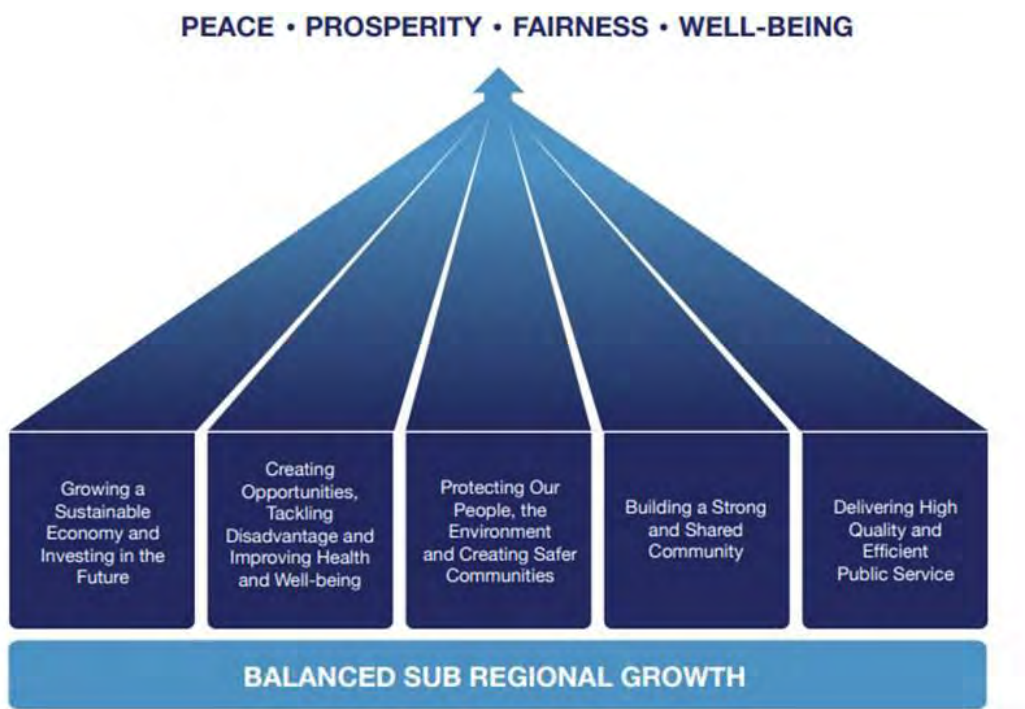 PEACE • PROSPERITY • FAIRNESS • WELL-BEING
Growing a
Sustainable
Economy and
Investing in the
Future
Creating
Opportunities,
Tackling
Disadvantage and
Improving Health
and Well-being
Protecting Our
People, the
Environment
and Creating Safer
Communities
Building a Strong
and Shared
Community
Delivering High
Quality and
Efficient
Public Service
BALANCED SUB REGIONAL GROWTH